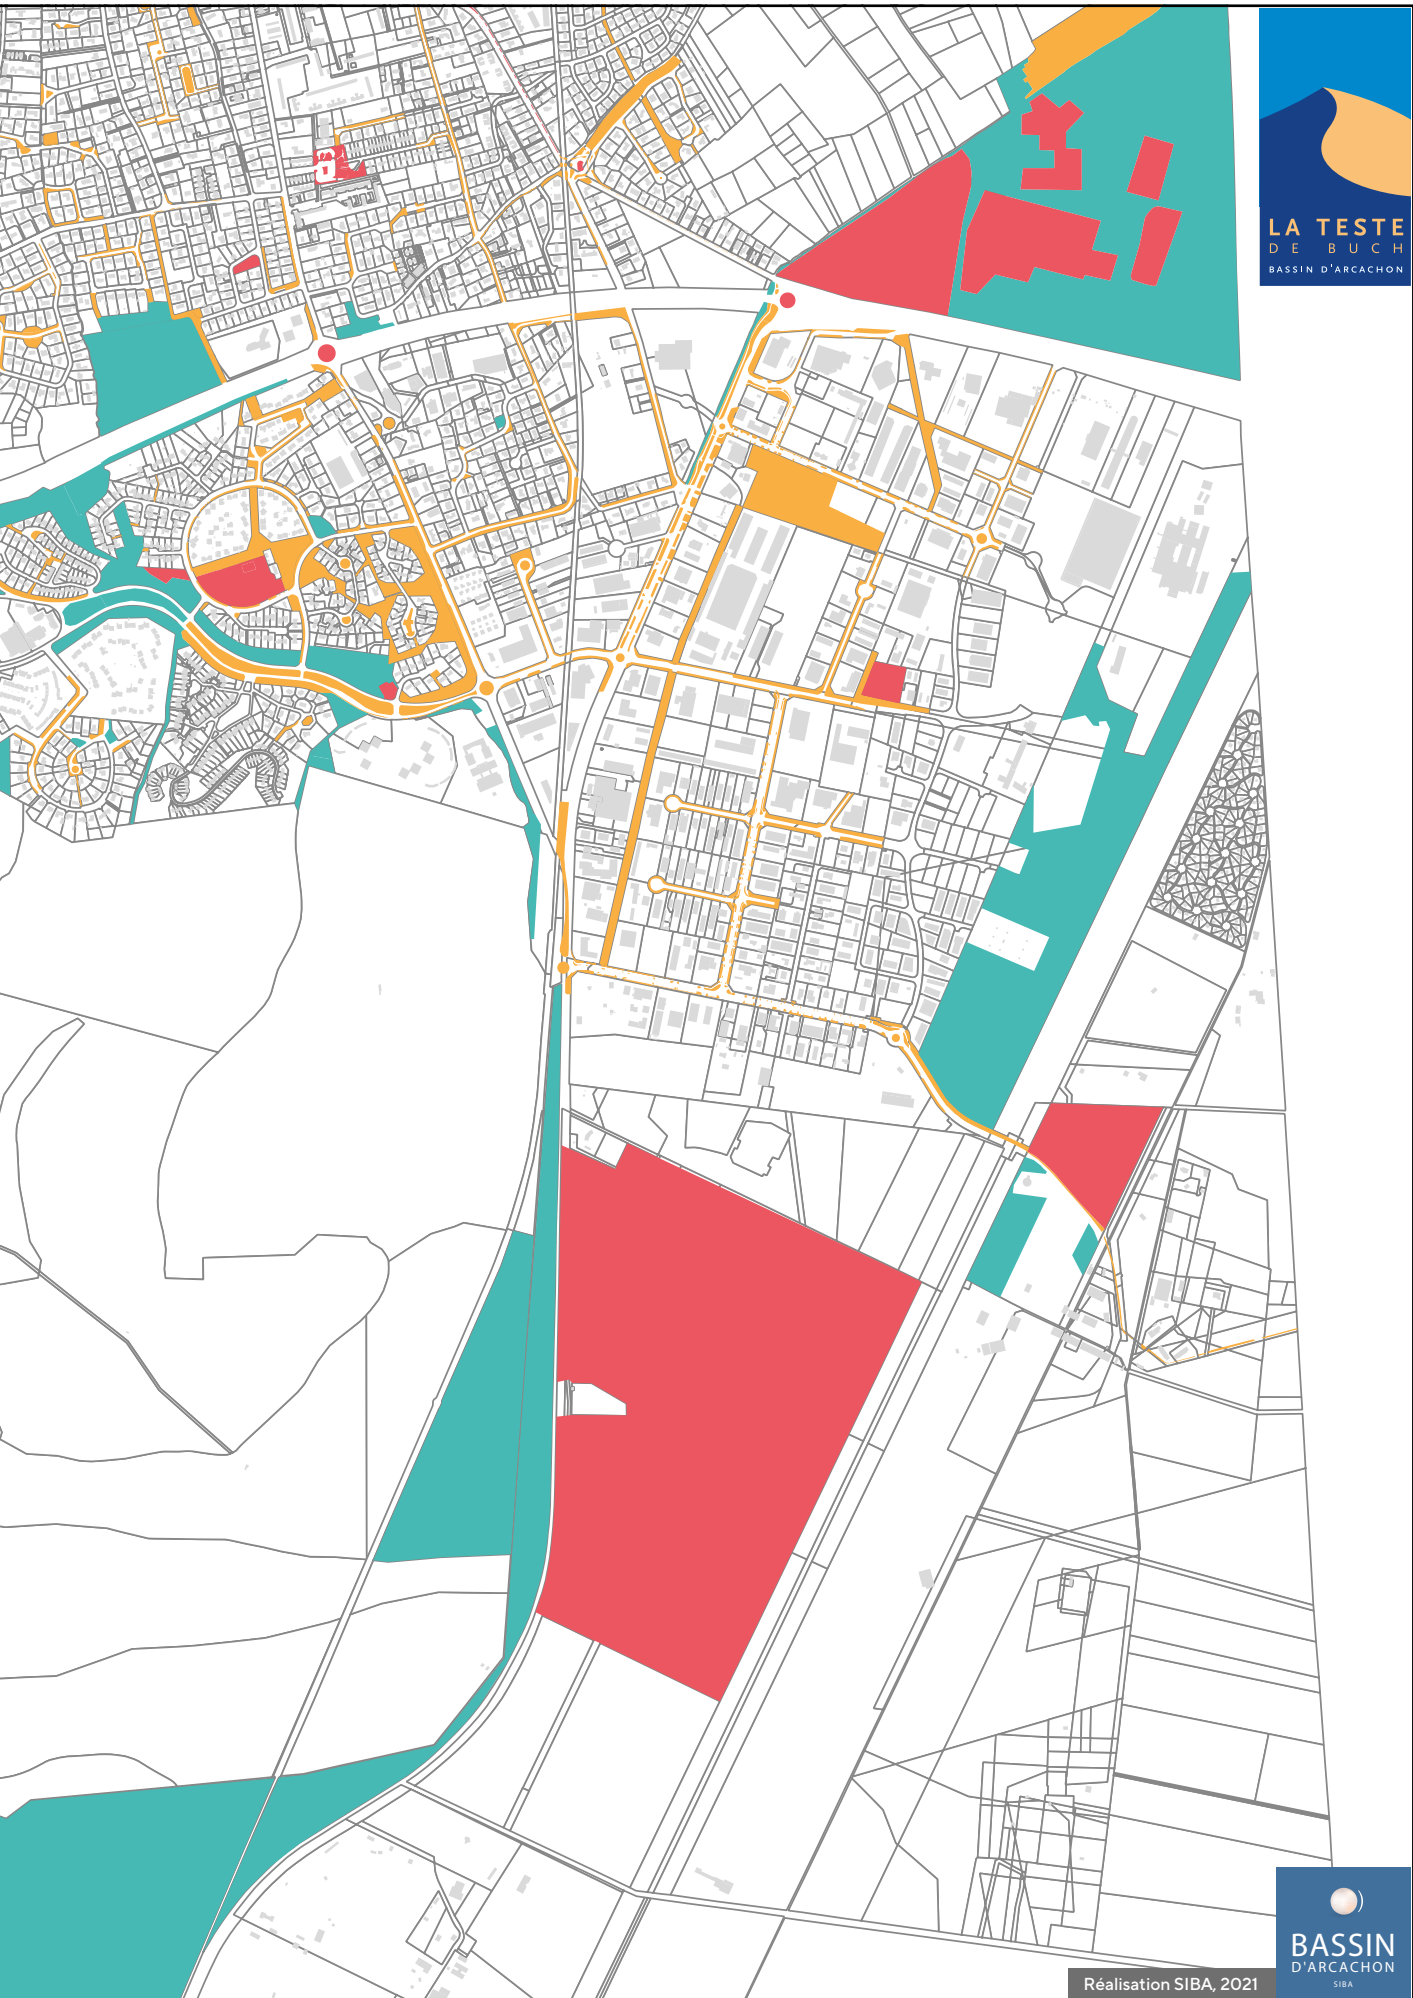 LA TESTE
DE BUCH
BASSIN D'ARCACHON
BASSIN
D'ARCACHON
SIBA
Réalisation SIBA, 2021